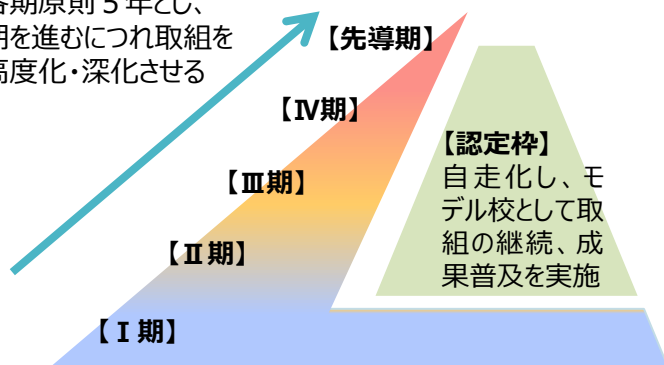 各期原則5年とし、
期を進むにつれ取組を
高度化・深化させる
【先導期】
【Ⅳ期】
【Ⅲ期】
【Ⅱ期】
【Ⅰ期】
【認定枠】
自走化し、モ
デル校として取
組の継続、成
果普及を実施